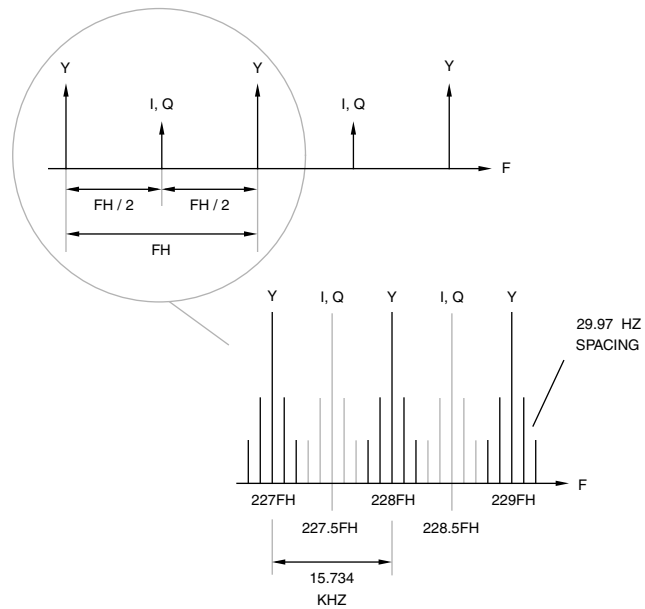 Y
Y
Y
I, Q
I, Q
F
FH / 2
FH / 2
FH
Y
I, Q
Y
I, Q
Y
29.97 HZ
SPACING
F
227FH
228FH
229FH
227.5FH
228.5FH
15.734
KHZ